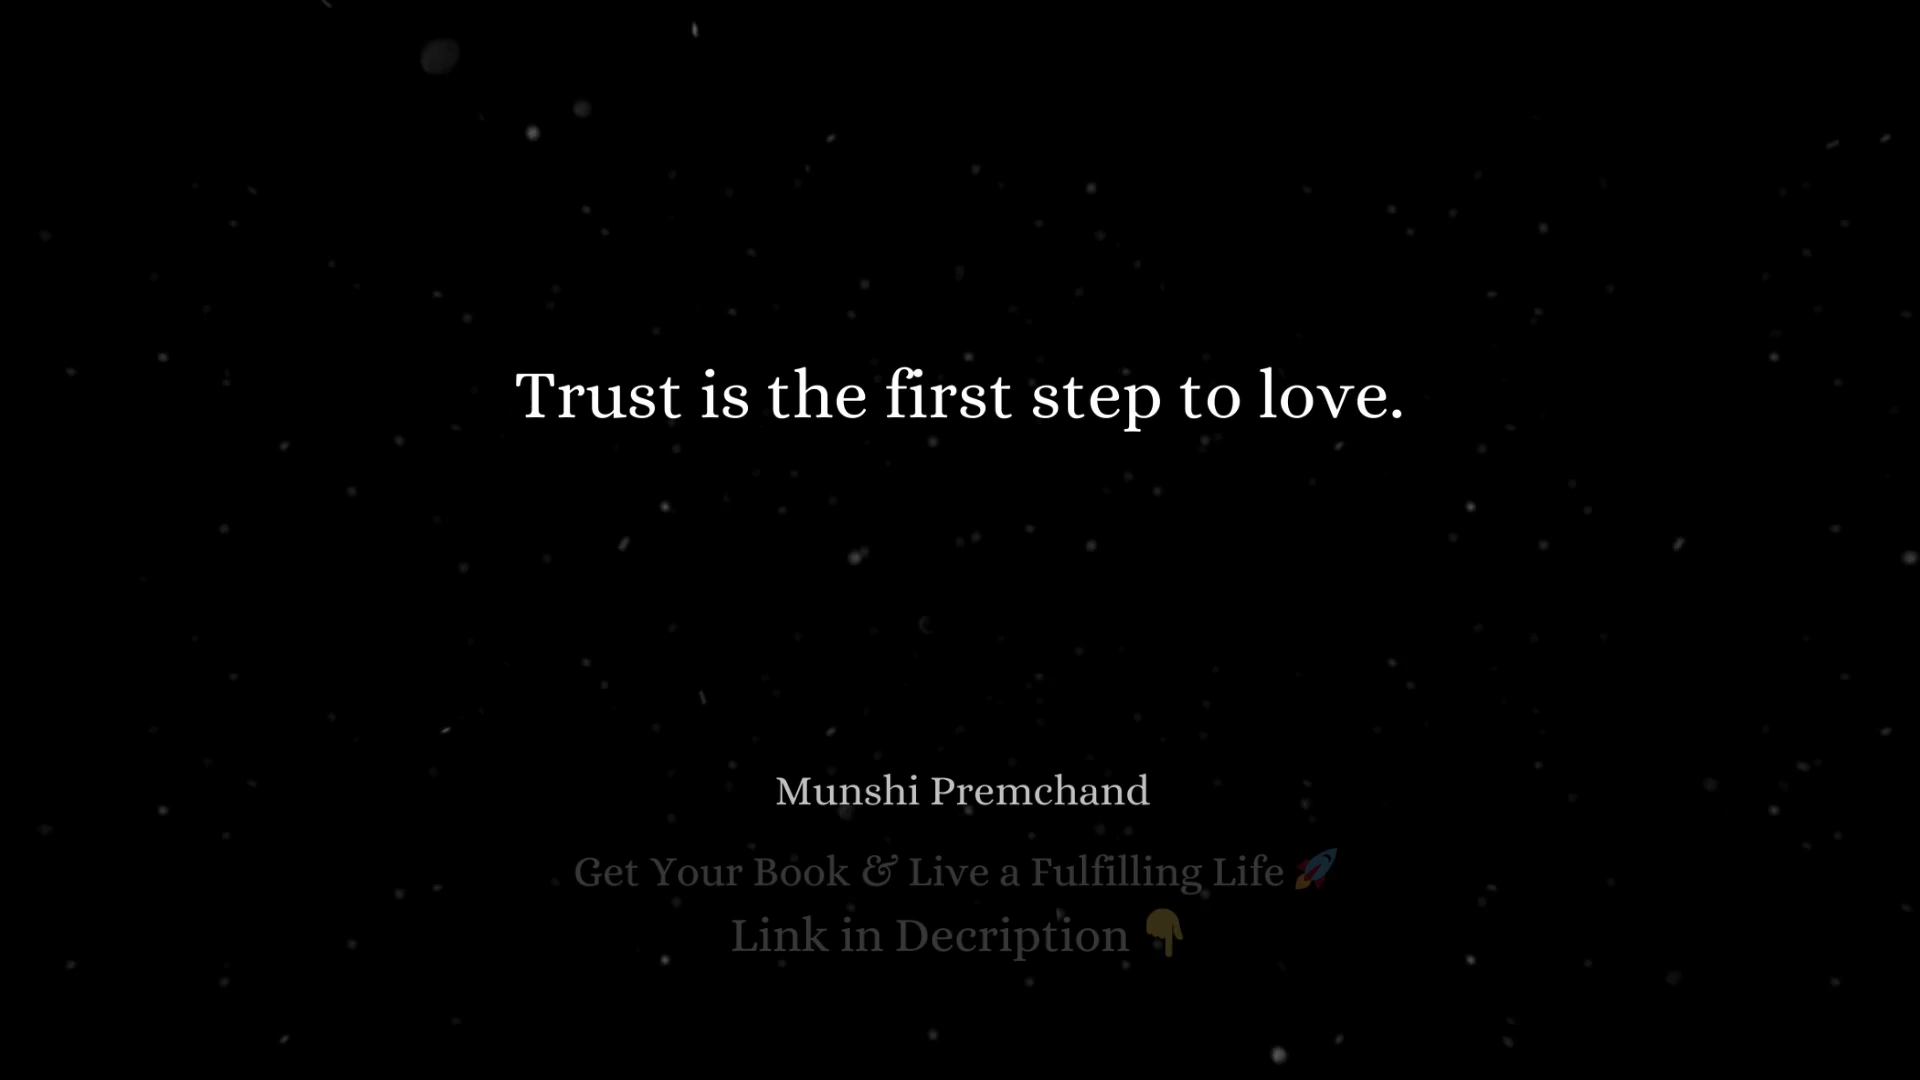 Trust is the first step to love.
Munshi Premchand
Get Your Book & Live a Fulfilling Life 🚀
Link in Decription 👇